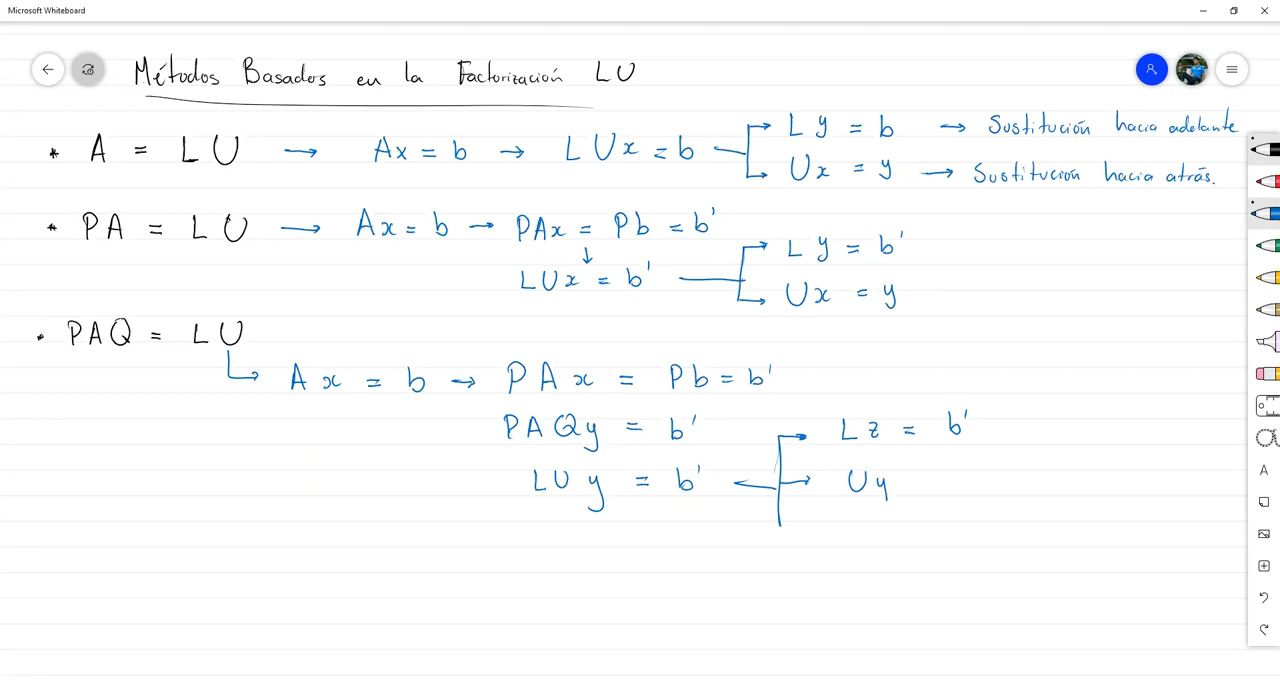 Microsoft Whiteboard
Métodos Basados en la Factorización LU
* A = LU → Ax = b → LUx = b
Ly = b → Sustitución hacia adelante
Ux = y → Sustitución hacia atrás.
* PA = LU → Ax = b → PAx = Pb = b'
↓
LUx = b'
Ly = b'
Ux = y
* PAQ = LU
Ax = b → PAx = Pb = b'
PAQy = b'
Lz = b'
LUy = b'
Uy
A